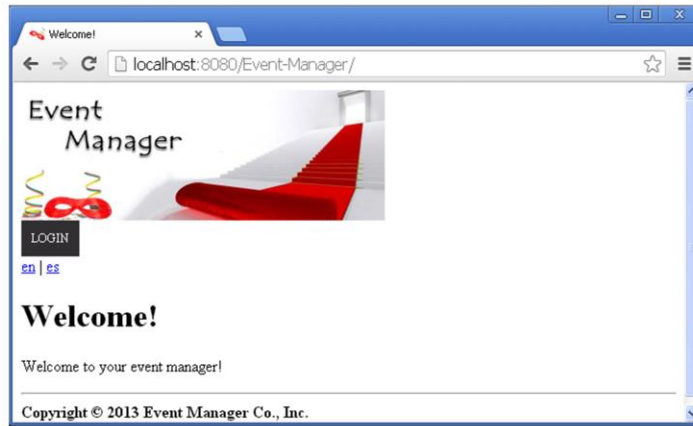 Welcome!
localhost:8080/Event-Manager/
Event
Manager
LOGIN
en | es
Welcome!
Welcome to your event manager!
Copyright © 2013 Event Manager Co., Inc.